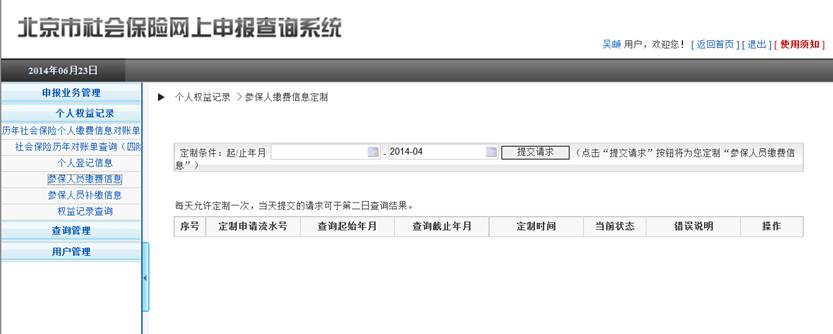 北京市社会保险网上申报查询系统
用户，欢迎您！ [ 返回首页 ] [ 退出 ] [ 使用须知 ]
2014年06月23日
申报业务管理
个人权益记录
历年社会保险个人缴费信息对账单
社会保险历年对账单查询（四险
个人登记信息
参保人员缴费信息
参保人员补缴信息
权益记录查询
查询管理
用户管理
个人权益记录 > 参保人缴费信息定制
定制条件：起/止年月 - 2014-04 提交请求 （点击“提交请求”按钮将为您定制“参保人员缴费信
息”）
每天允许定制一次，当天提交的请求可于第二日查询结果。
序号 定制申请流水号 查询起始年月 查询截止年月 定制时间 当前状态 错误说明 操作